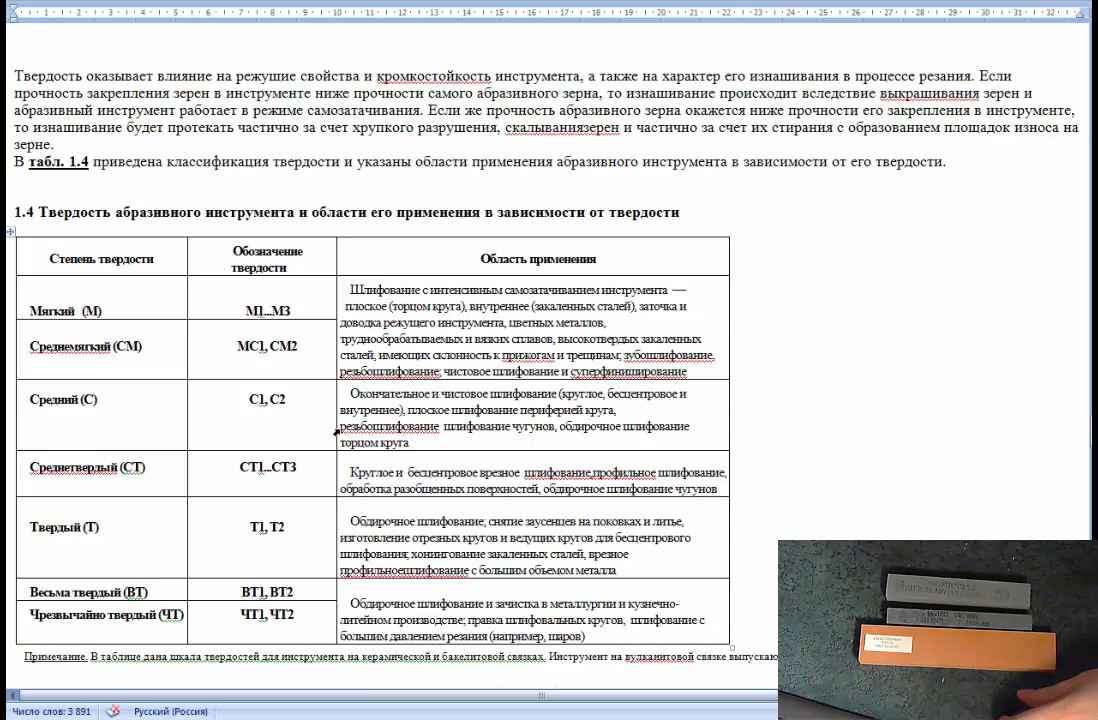 Твердость оказывает влияние на режущие свойства и кромкостойкость инструмента, а также на характер его изнашивания в процессе резания. Если
прочность закрепления зерен в инструменте ниже прочности самого абразивного зерна, то изнашивание происходит вследствие выкрашивания зерен и
абразивный инструмент работает в режиме самозатачивания. Если же прочность абразивного зерна окажется ниже прочности его закрепления в инструменте,
то изнашивание будет протекать частично за счет хрупкого разрушения, скалываниязерен и частично за счет их стирания с образованием площадок износа на
зерне.
В табл. 1.4 приведена классификация твердости и указаны области применения абразивного инструмента в зависимости от его твердости.
1.4 Твердость абразивного инструмента и области его применения в зависимости от твердости
Степень твердости
Обозначение
твердости
Область применения
Мягкий (М)
М1...М3
Шлифование с интенсивным самозатачиванием инструмента —
плоское (торцом круга), внутреннее (закаленных сталей), заточка и
доводка режущего инструмента, цветных металлов,
труднообрабатываемых и вязких сплавов, высокотвердых закаленных
сталей, имеющих склонность к прижогам и трещинам; зубошлифование,
резьбошлифование; чистовое шлифование и суперфиниширование
Среднемягкий (СМ)
МС1, СМ2
Средний (С)
С1, С2
Окончательное и чистовое шлифование (круглое, бесцентровое и
внутреннее), плоское шлифование периферией круга,
резьбошлифование шлифование чугунов, обдирочное шлифование
торцом круга
Среднетвердый (СТ)
СТ1...СТ3
Круглое и бесцентровое врезное шлифование,профильное шлифование,
обработка разобщенных поверхностей, обдирочное шлифование чугунов
Твердый (Т)
Т1, Т2
Обдирочное шлифование; снятие заусенцев на поковках и литье,
изготовление отрезных кругов и ведущих кругов для бесцентрового
шлифования; хонингование закаленных сталей, врезное
профильноешлифование с большим объемом металла
Весьма твердый (ВТ)
ВТ1, ВТ2
Чрезвычайно твердый (ЧТ)
ЧТ1, ЧТ2
Обдирочное шлифование и зачистка в металлургии и кузнечно-
литейном производстве; правка шлифовальных кругов, шлифование с
большим давлением резания (например, шаров)
Примечание. В таблице дана шкала твердостей для инструмента на керамической и бакелитовой связках. Инструмент на вулканитовой связке выпускаю
Число слов: 3 891
Русский (Россия)